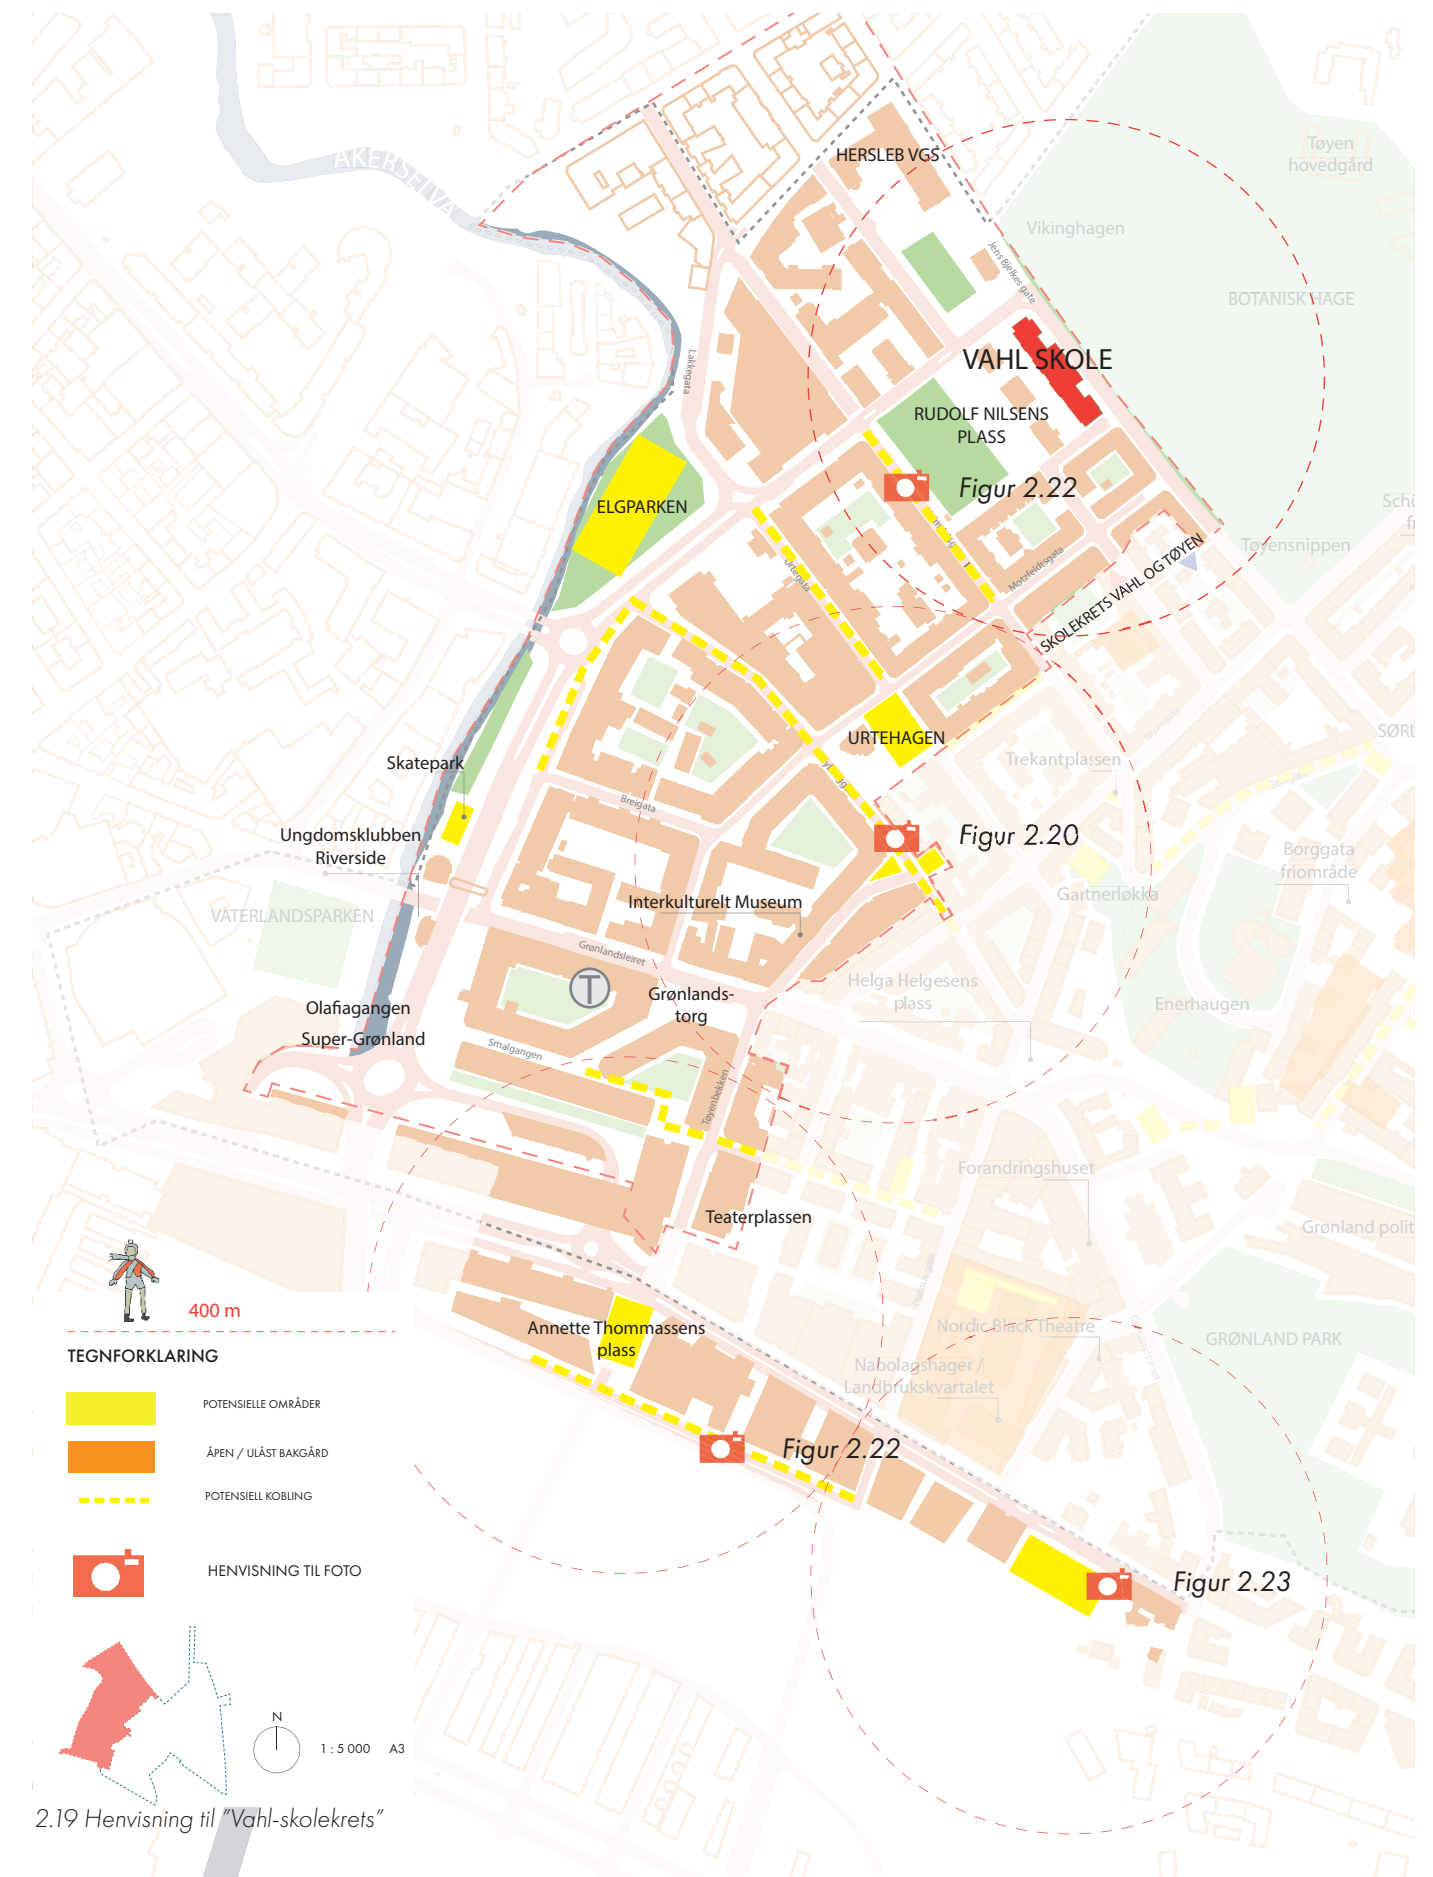 AKERSELVA
HERSLEB VGS
Tøyen
hovedgård
Vikinghagen
Jens Bjelkes gate
BOTANISK HAGE
Lakkegata
VAHL SKOLE
RUDOLF NILSENS
PLASS
Figur 2.22
ELGPARKEN
Tøyensnippen
Urtegata
Motzfeldtsgata
SKOLEKRETS VAHL OG TØYEN
URTEHAGEN
Trekantplassen
Skatepark
Breigata
Ungdomsklubben
Riverside
Figur 2.20
Borggata
friområde
Gartnerløkka
VATERLANDSPARKEN
Interkulturelt Museum
Grønlandsleiret
T
Grønlands-
torg
Helga Helgesens
plass
Enerhaugen
Olafiagangen
Super-Grønland
Smalgangen
Tøyenbekken
Forandringshuset
Teaterplassen
Grønland polit
400 m
Annette Thommassens
plass
Nordic Black Theatre
GRØNLAND PARK
Nabolagshager /
Landbrukskvartalet
TEGNFORKLARING
POTENSIELLE OMRÅDER
ÅPEN / ULÅST BAKGÅRD
POTENSIELL KOBLING
HENVISNING TIL FOTO
Figur 2.22
Figur 2.23
N
1 : 5 000 A3
2.19 Henvisning til "Vahl-skolekrets"